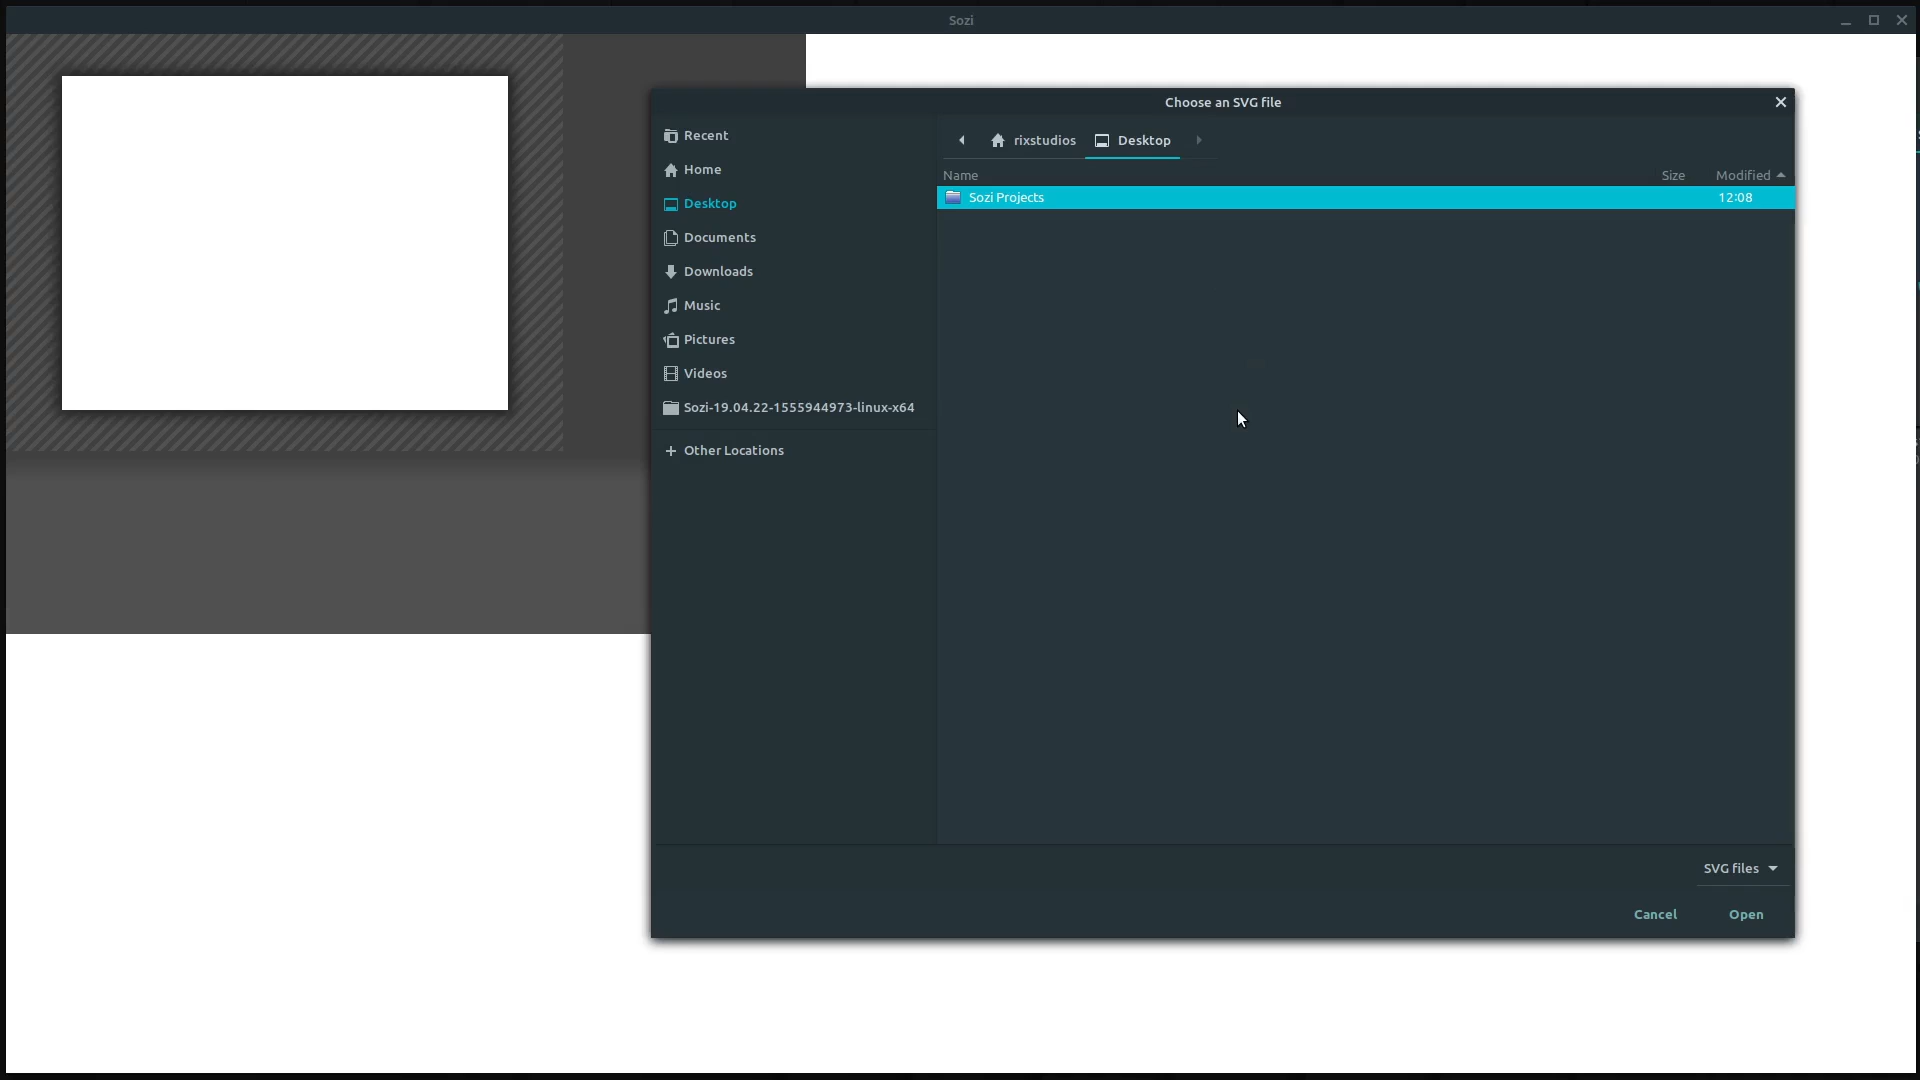 Sozi
Choose an SVG file
Recent
Home
Desktop
Documents
Downloads
Music
Pictures
Videos
Sozi-19.04.22-1555944973-linux-x64
Other Locations
rixstudios Desktop
Name Size Modified
Sozi Projects 12:08
SVG files
Cancel Open